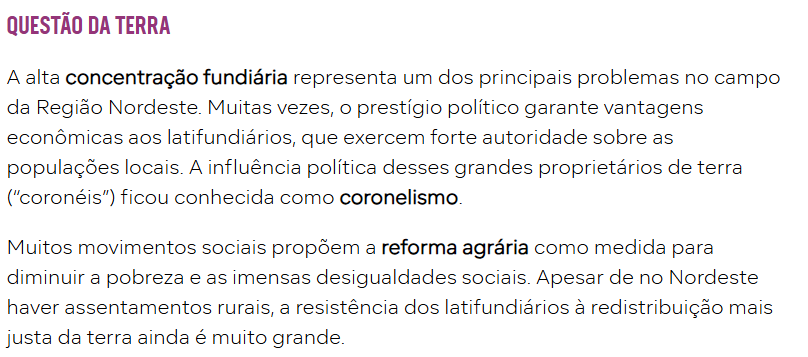 QUESTÃO DA TERRA
A alta concentração fundiária representa um dos principais problemas no campo
da Região Nordeste. Muitas vezes, o prestígio político garante vantagens
econômicas aos latifundiários, que exercem forte autoridade sobre as
populações locais. A influência política desses grandes proprietários de terra
(“coronéis”) ficou conhecida como coronelismo.
Muitos movimentos sociais propõem a reforma agrária como medida para
diminuir a pobreza e as imensas desigualdades sociais. Apesar de no Nordeste
haver assentamentos rurais, a resistência dos latifundiários à redistribuição mais
justa da terra ainda é muito grande.